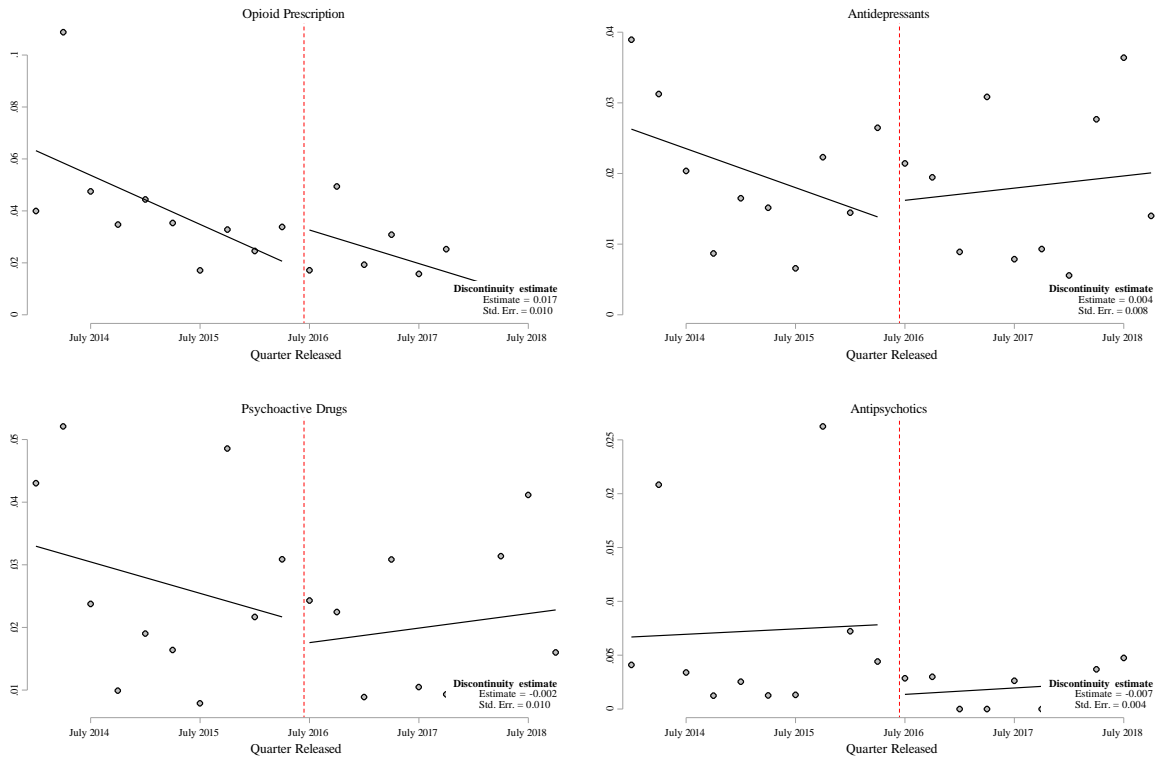 Opioid Prescription
.1
.08
.06
.04
.02
0
Discontinuity estimate
Estimate = 0.017
Std. Err. = 0.010
July 2014 July 2015 July 2016 July 2017 July 2018
Quarter Released
Antidepressants
.04
.03
.02
.01
0
Discontinuity estimate
Estimate = 0.004
Std. Err. = 0.008
July 2014 July 2015 July 2016 July 2017 July 2018
Quarter Released
Psychoactive Drugs
.05
.04
.03
.02
.01
Discontinuity estimate
Estimate = -0.002
Std. Err. = 0.010
July 2014 July 2015 July 2016 July 2017 July 2018
Quarter Released
Antipsychotics
.025
.02
.015
.01
.005
0
Discontinuity estimate
Estimate = -0.007
Std. Err. = 0.004
July 2014 July 2015 July 2016 July 2017 July 2018
Quarter Released